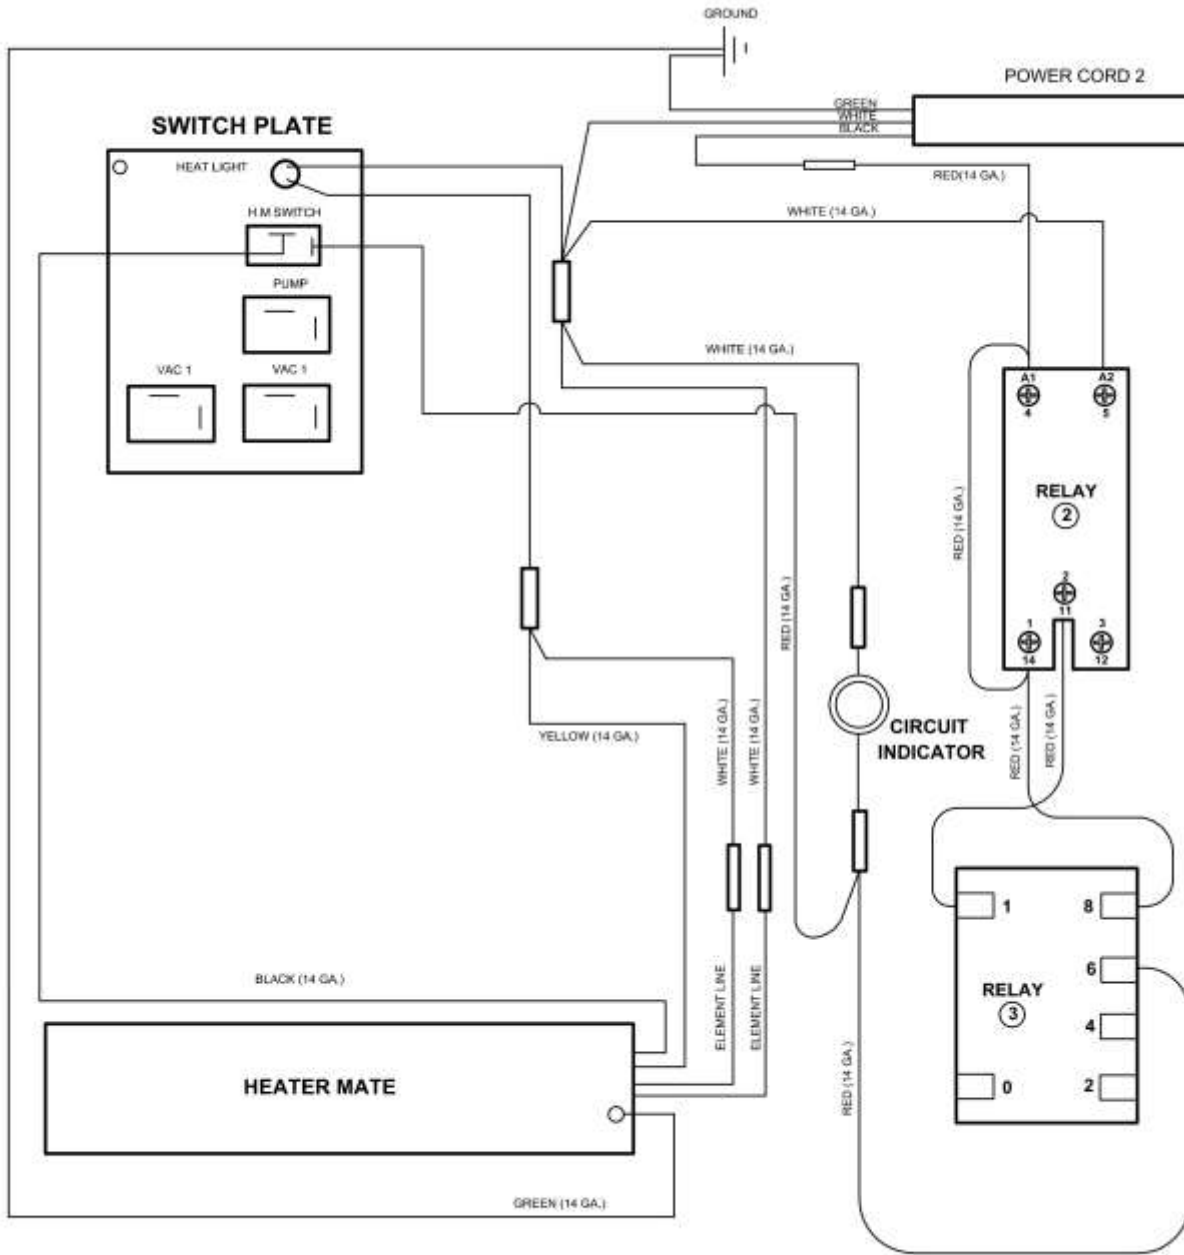 GROUND
POWER CORD 2
GREEN
WHITE
BLACK
SWITCH PLATE
HEAT LIGHT
RED(14 GA.)
H.M SWITCH
WHITE (14 GA.)
PUMP
WHITE (14 GA.)
VAC 1
VAC 1
A1
A2
4
5
RELAY
2
RED (14 GA.)
RED (14 GA.)
2
11
1
3
14
12
CIRCUIT
INDICATOR
YELLOW (14 GA.)
WHITE (14 GA.)
WHITE (14 GA.)
RED (14 GA.)
RED (14 GA.)
1
8
6
RELAY
3
4
0
2
BLACK (14 GA.)
ELEMENT LINE
ELEMENT LINE
RED (14 GA.)
HEATER MATE
GREEN (14 GA.)